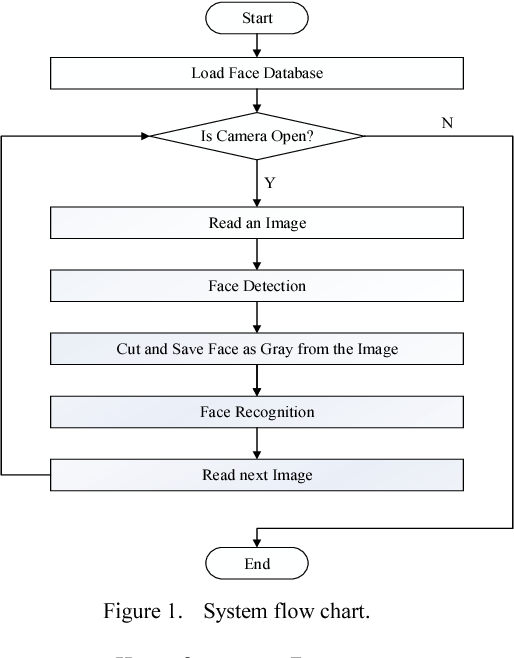 Start
Load Face Database
Is Camera Open?
N
Y
Read an Image
Face Detection
Cut and Save Face as Gray from the Image
Face Recognition
Read next Image
End
Figure 1. System flow chart.